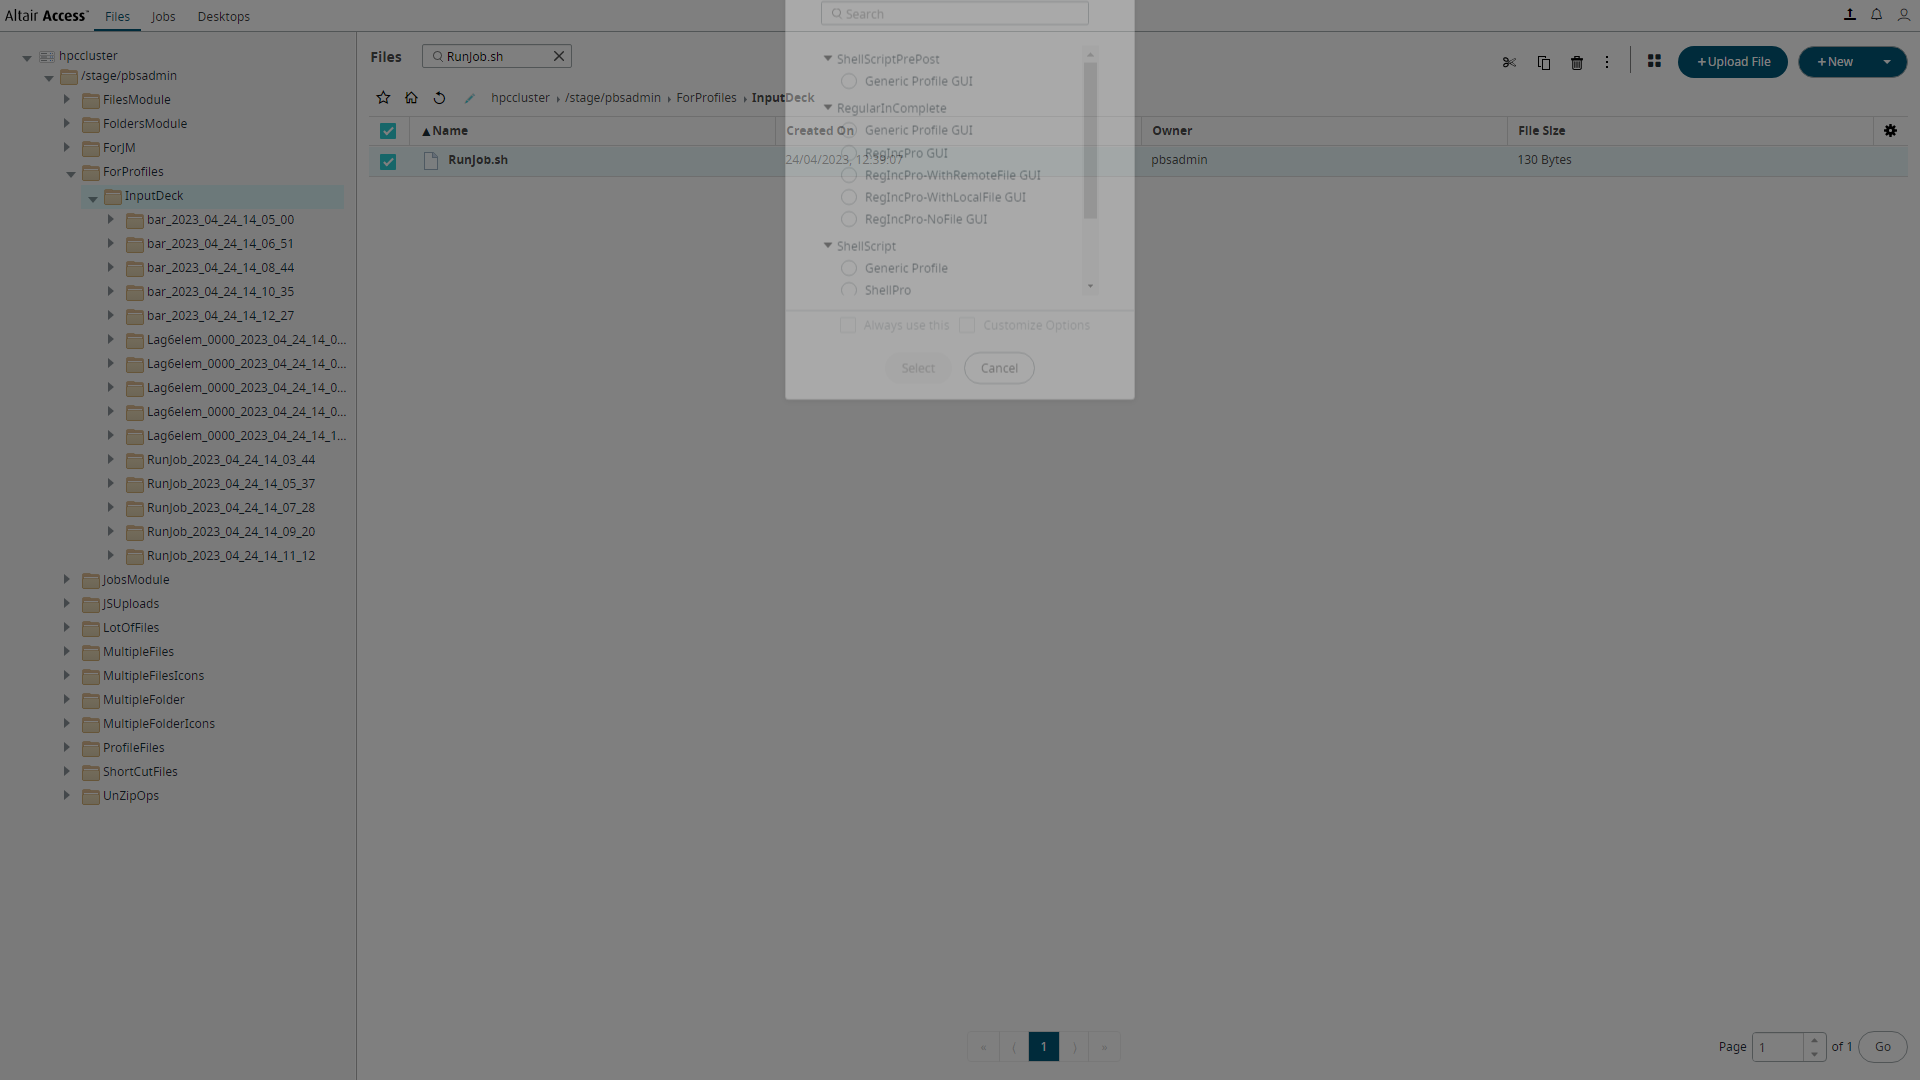 Altair Access™ Files Jobs Desktops
hpccluster
/stage/pbsadmin
FilesModule
FoldersModule
ForJM
ForProfiles
InputDeck
bar_2023_04_24_14_05_00
bar_2023_04_24_14_06_51
bar_2023_04_24_14_08_44
bar_2023_04_24_14_10_35
bar_2023_04_24_14_12_27
Lag6elem_0000_2023_04_24_14_0...
Lag6elem_0000_2023_04_24_14_0...
Lag6elem_0000_2023_04_24_14_0...
Lag6elem_0000_2023_04_24_14_0...
Lag6elem_0000_2023_04_24_14_1...
RunJob_2023_04_24_14_03_44
RunJob_2023_04_24_14_05_37
RunJob_2023_04_24_14_07_28
RunJob_2023_04_24_14_09_20
RunJob_2023_04_24_14_11_12
JobsModule
JSUploads
LotOfFiles
MultipleFiles
MultipleFilesIcons
MultipleFolder
MultipleFolderIcons
ProfileFiles
ShortCutFiles
UnZipOps
Files RunJob.sh
+Upload File +New
hpccluster › /stage/pbsadmin › ForProfiles › InputDeck
Name Created On Owner File Size
RunJob.sh 24/04/2023, 12:39:07 pbsadmin 130 Bytes
Search
ShellScriptPrePost
Generic Profile GUI
RegularInComplete
Generic Profile GUI
RegIncPro GUI
RegIncPro-WithRemoteFile GUI
RegIncPro-WithLocalFile GUI
RegIncPro-NoFile GUI
ShellScript
Generic Profile
ShellPro
Always use this Customize Options
Select Cancel
« ⟨ 1 ⟩ »
Page 1 of 1 Go